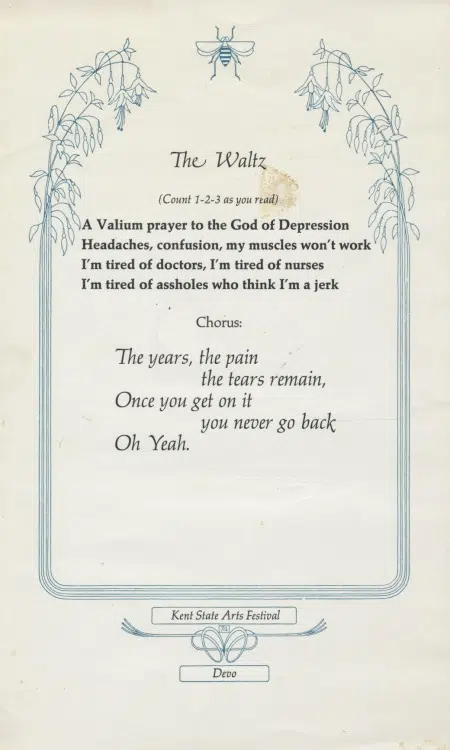 The Waltz
(Count 1-2-3 as you read)
A Valium prayer to the God of Depression
Headaches, confusion, my muscles won't work
I'm tired of doctors, I'm tired of nurses
I'm tired of assholes who think I'm a jerk
Chorus:
The years, the pain
the tears remain,
Once you get on it
you never go back
Oh Yeah.
Kent State Arts Festival
Devo